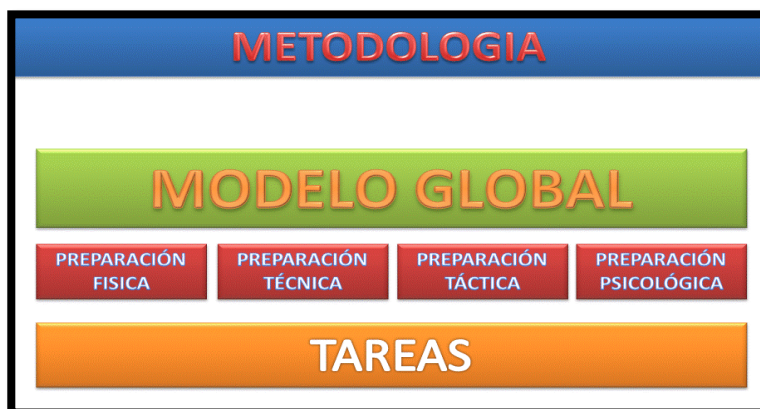 METODOLOGIA
MODELO GLOBAL
PREPARACIÓN
FISICA
PREPARACIÓN
TÉCNICA
PREPARACIÓN
TÁCTICA
PREPARACIÓN
PSICOLÓGICA
TAREAS